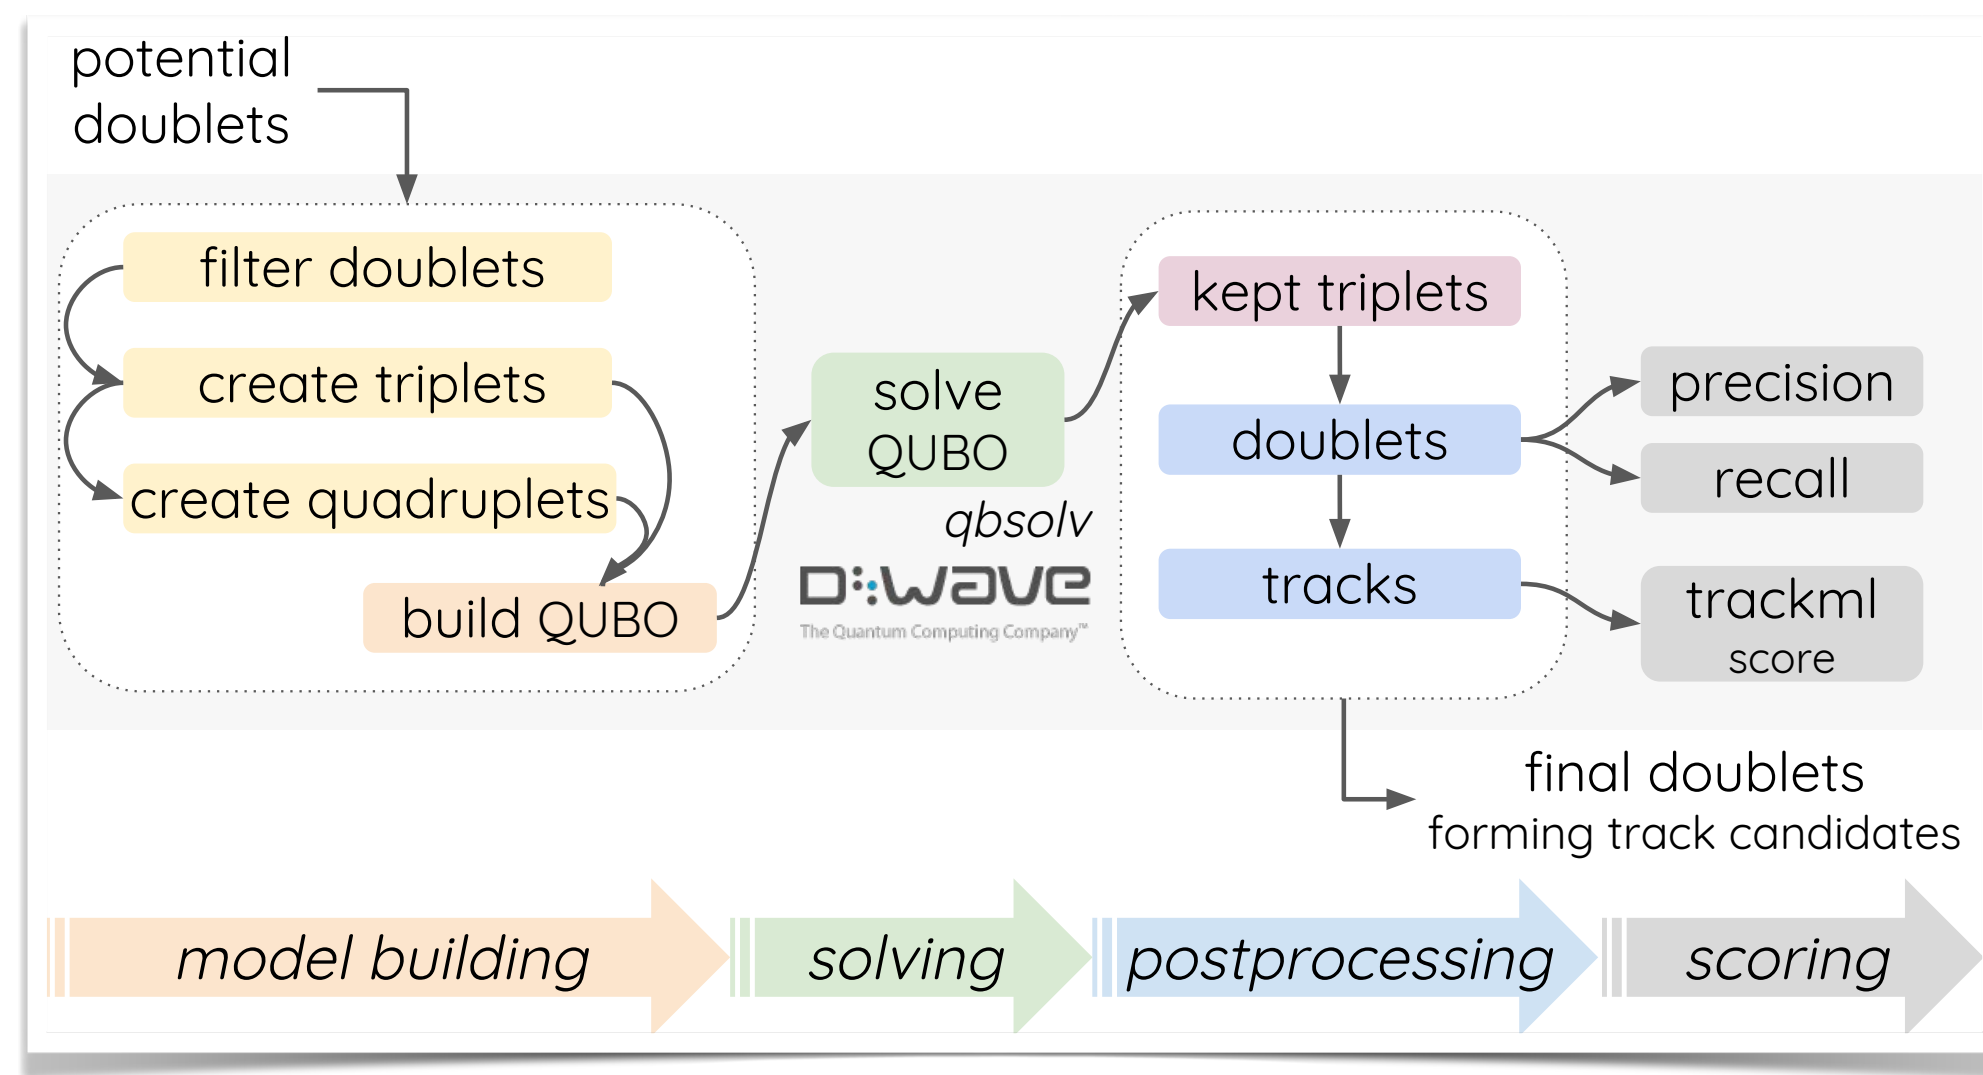 potential
doublets
filter doublets
create triplets
create quadruplets
build QUBO
solve
QUBO
qbsolv
D:wave
The Quantum Computing Company™
kept triplets
doublets
tracks
precision
recall
trackml
score
final doublets
forming track candidates
model building
solving
postprocessing
scoring